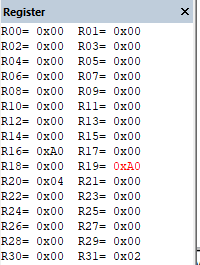 Register ×
R00= 0x00 R01= 0x00
R02= 0x00 R03= 0x00
R04= 0x00 R05= 0x00
R06= 0x00 R07= 0x00
R08= 0x00 R09= 0x00
R10= 0x00 R11= 0x00
R12= 0x00 R13= 0x00
R14= 0x00 R15= 0x00
R16= 0xA0 R17= 0x00
R18= 0x00 R19= 0xA0
R20= 0x04 R21= 0x00
R22= 0x00 R23= 0x00
R24= 0x00 R25= 0x00
R26= 0x00 R27= 0x00
R28= 0x00 R29= 0x00
R30= 0x00 R31= 0x02